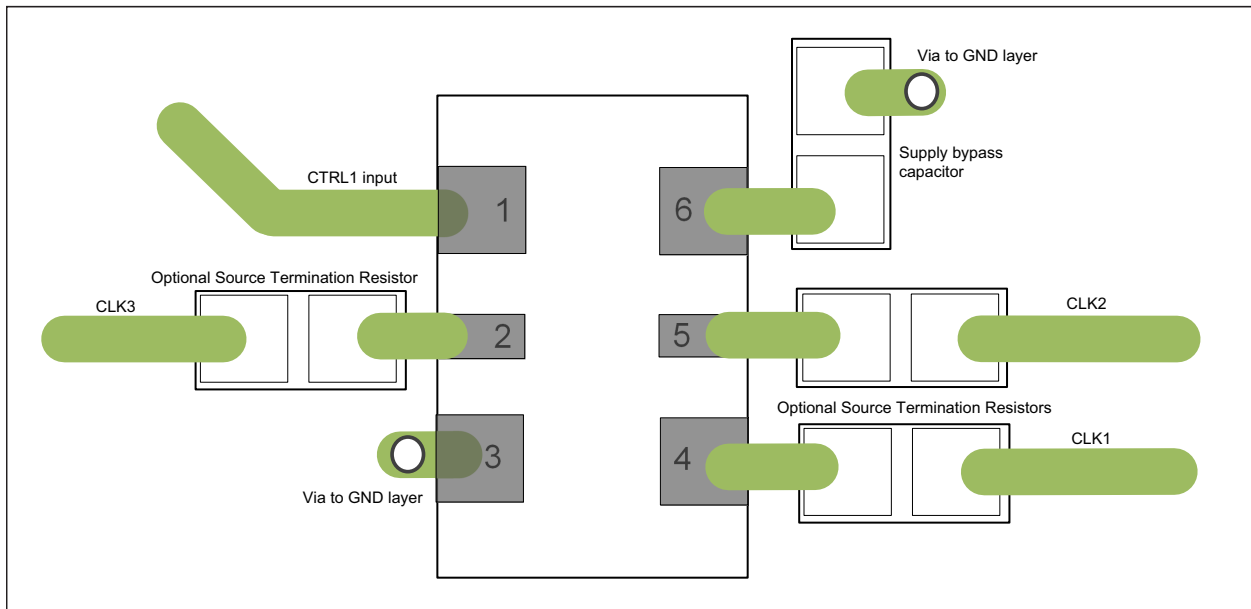 Via to GND layer
Supply bypass
capacitor
CTRL1 input
1
6
Optional Source Termination Resistor
CLK3
2
5
CLK2
Optional Source Termination Resistors
3
4
CLK1
Via to GND layer